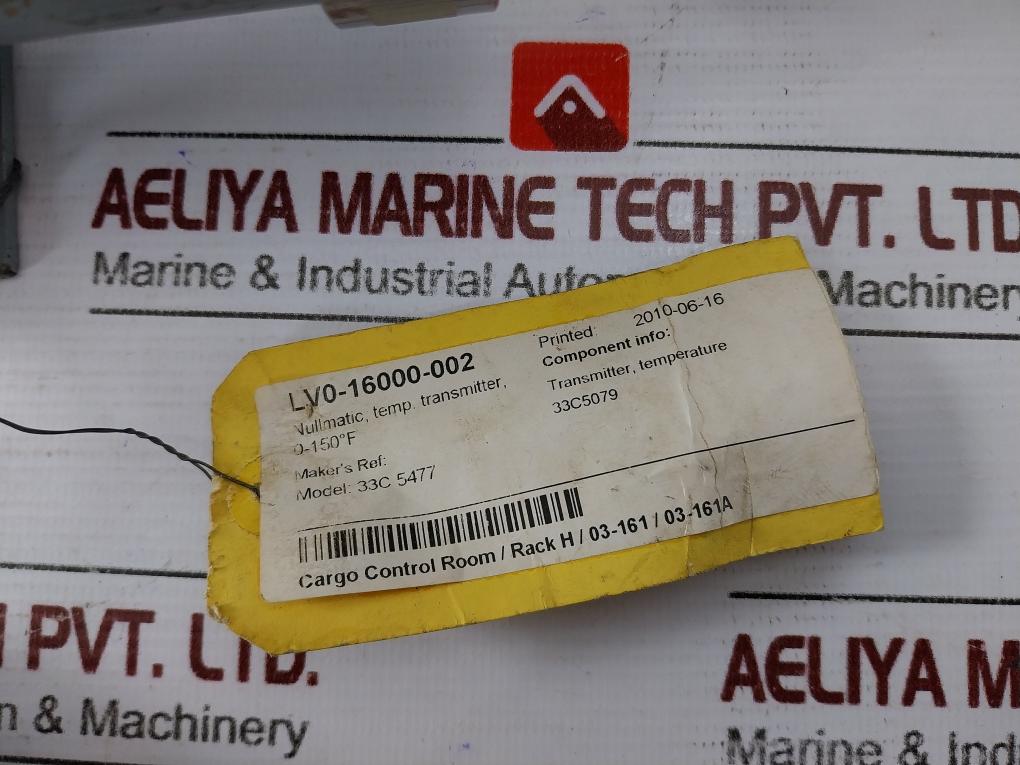 AELIYA MARINE TECH PVT. LTD
Marine & Industrial Autom Machinery
LV0-16000-002
Nullmatic, temp. transmitter,
0-150°F
Maker's Ref:
Model: 33C 5477
Printed: 2010-06-16
Component info:
Transmitter, temperature
33C5079
Cargo Control Room / Rack H / 03-161 / 03-161A
PVT. LTD.
n & Machinery
AELIYA M
Marine & Ind